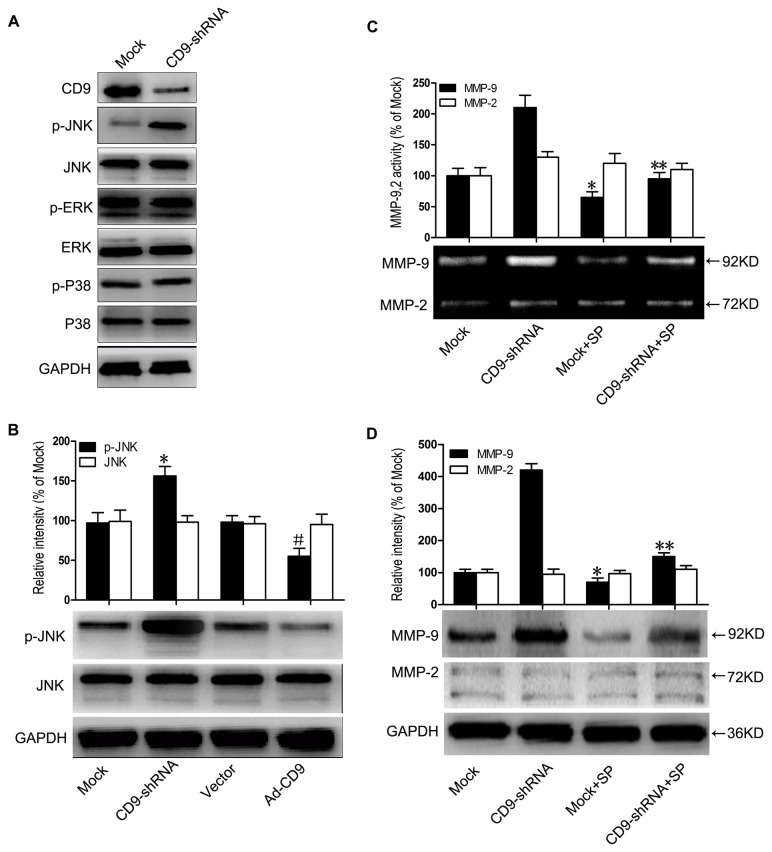 A
Mock
CD9-shRNA
CD9
p-JNK
JNK
p-ERK
ERK
p-P38
P38
GAPDH
B
Relative intensity (% of Mock)
200
150
100
50
0
p-JNK
JNK
*
#
p-JNK
JNK
GAPDH
Mock
CD9-shRNA
Vector
Ad-CD9
C
MMP-9,2 activity (% of Mock)
250
200
150
100
50
0
MMP-9
MMP-2
*
**
MMP-9
←92KD
MMP-2
←72KD
Mock
CD9-shRNA
Mock+SP
CD9-shRNA+SP
D
Relative intensity (% of Mock)
500
400
300
200
100
0
MMP-9
MMP-2
*
**
MMP-9
←92KD
MMP-2
←72KD
GAPDH
←36KD
Mock
CD9-shRNA
Mock+SP
CD9-shRNA+SP